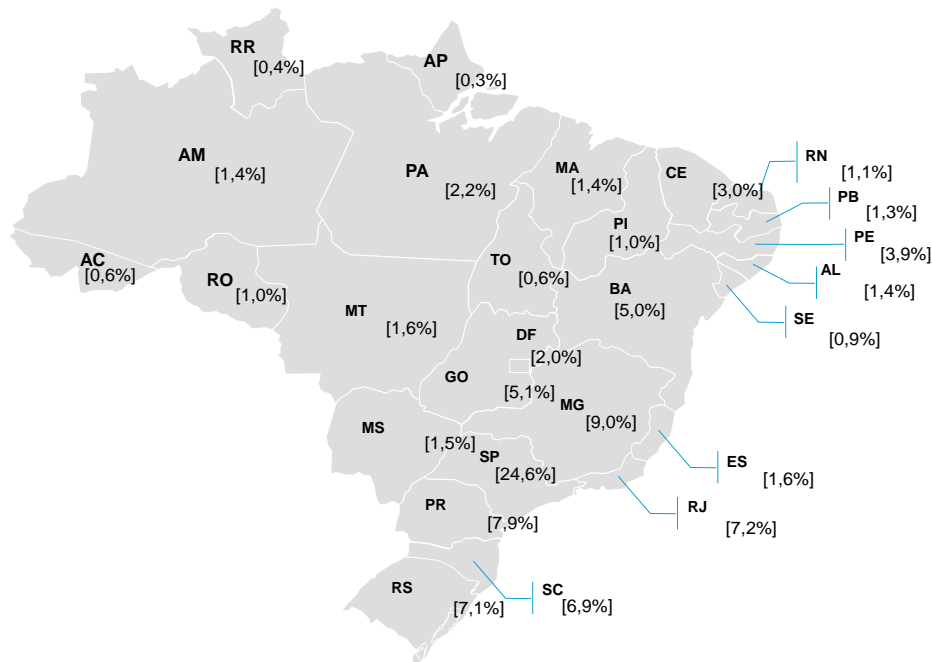 RR
[0,4%]
AP
[0,3%]
AM
[1,4%]
PA
[2,2%]
MA
[1,4%]
CE
[3,0%]
RN
[1,1%]
PB
[1,3%]
PI
[1,0%]
PE
[3,9%]
AC
[0,6%]
RO
[1,0%]
TO
[0,6%]
AL
[1,4%]
BA
[5,0%]
SE
[0,9%]
MT
[1,6%]
DF
[2,0%]
GO
[5,1%]
MG
[9,0%]
MS
[1,5%]
SP
[24,6%]
ES
[1,6%]
RJ
[7,2%]
PR
[7,9%]
RS
[7,1%]
SC
[6,9%]